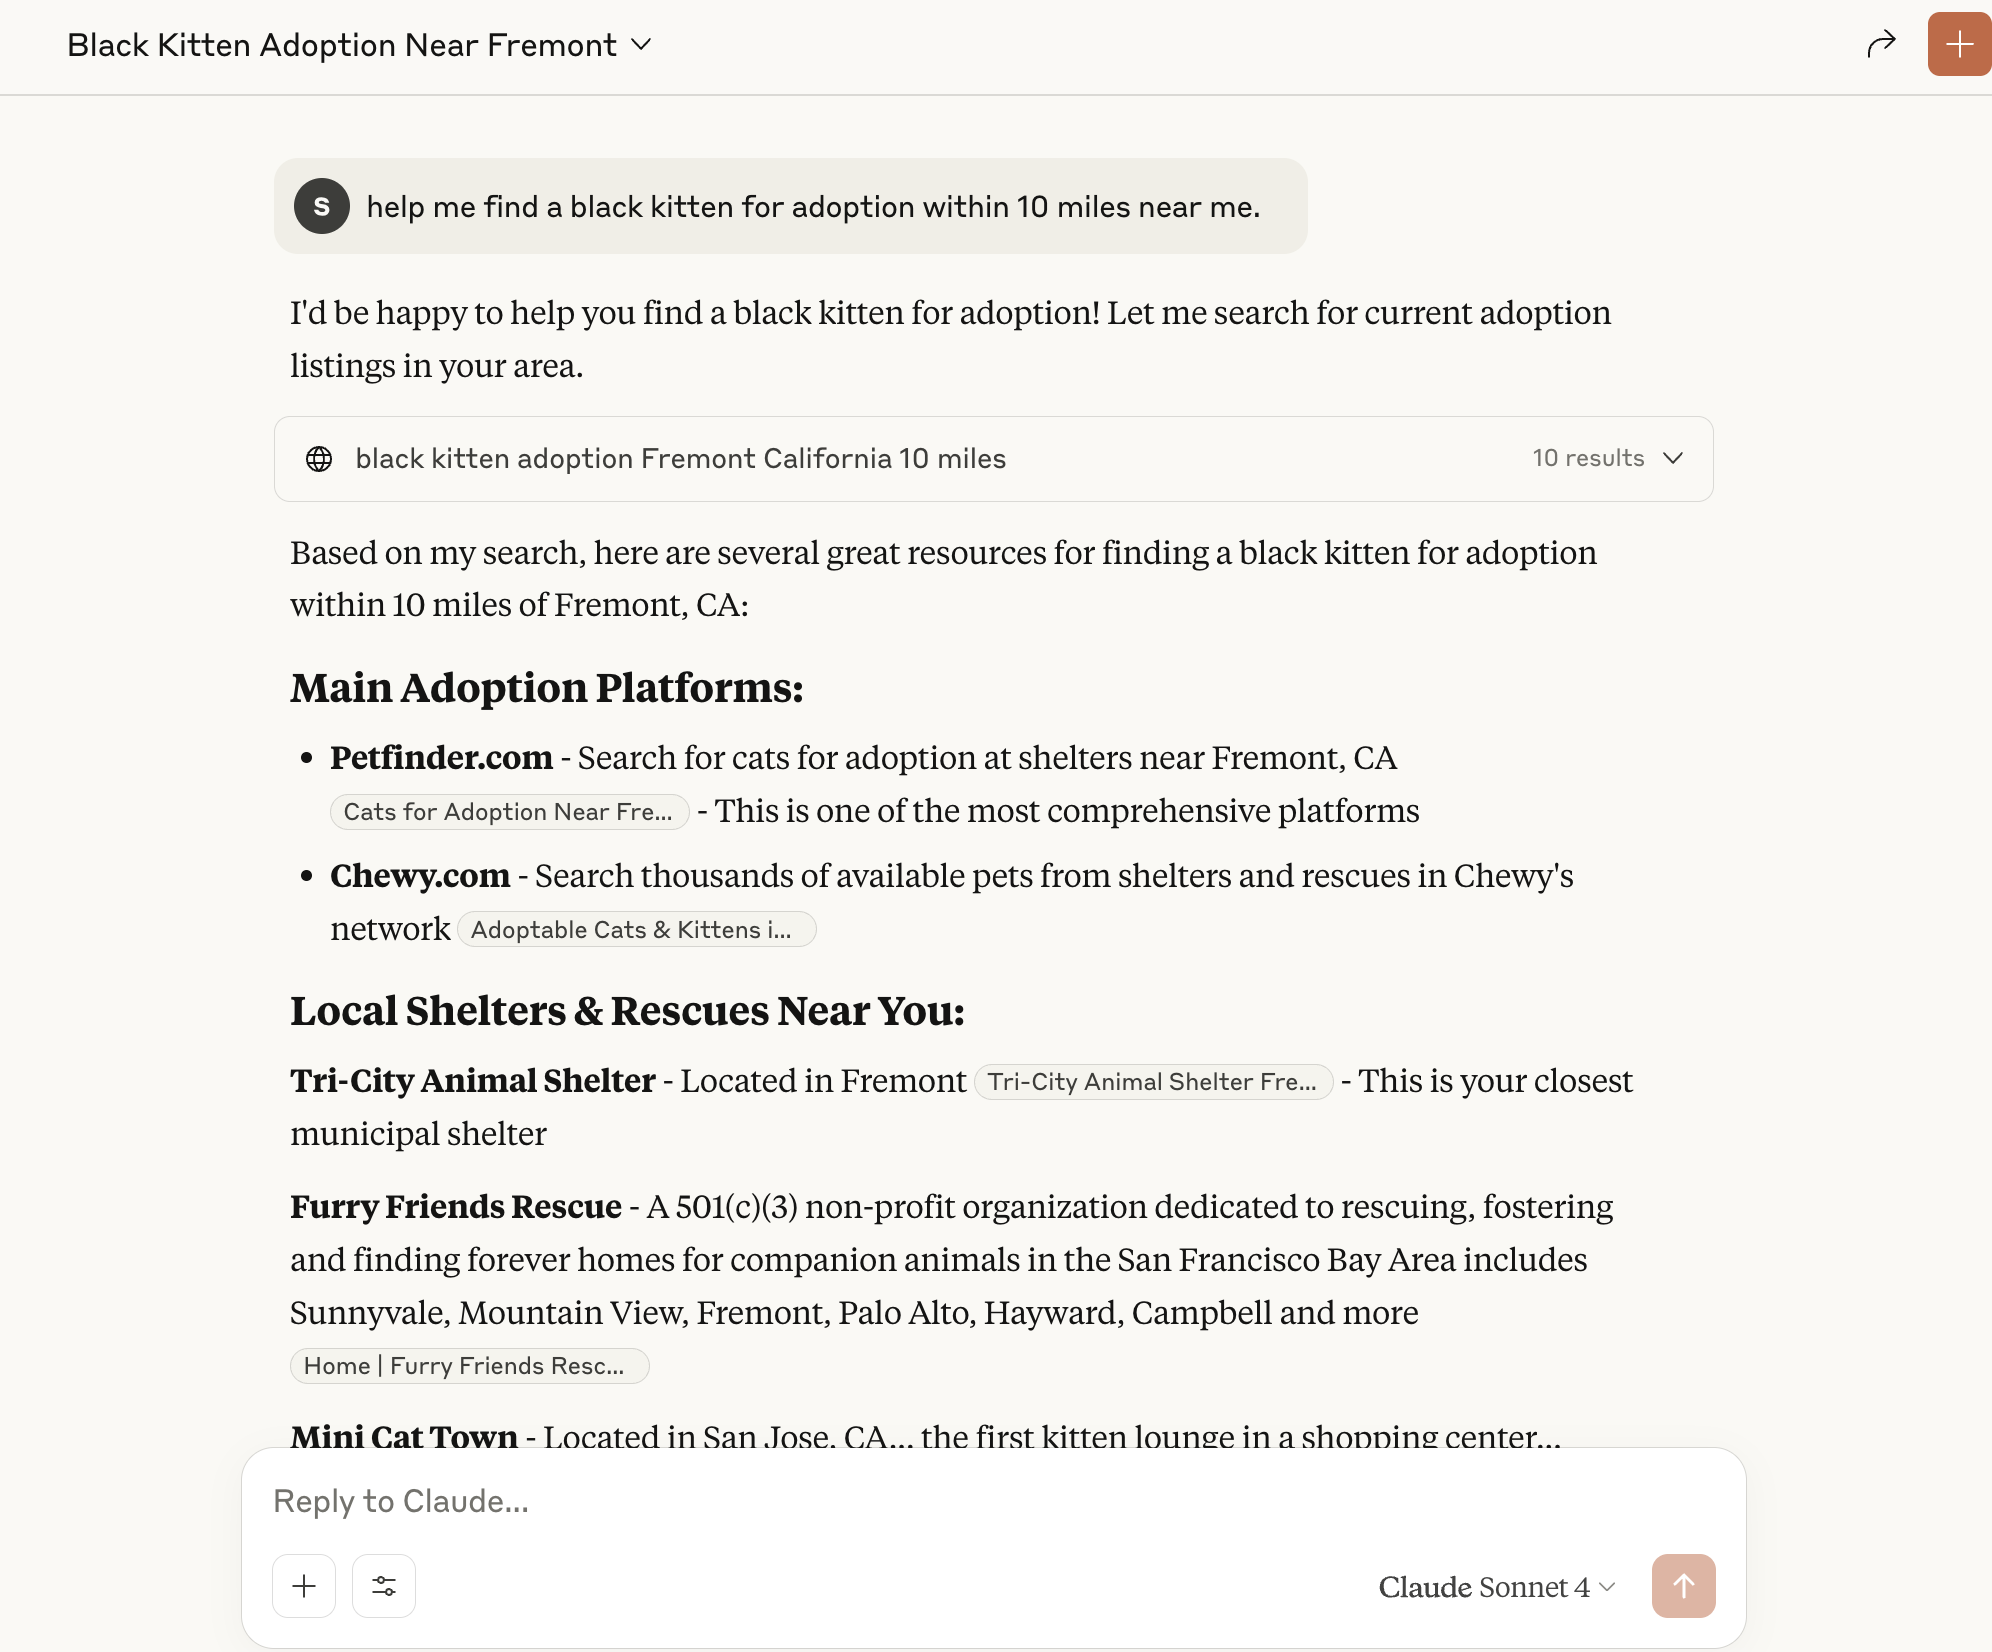 Black Kitten Adoption Near Fremont
S
help me find a black kitten for adoption within 10 miles near me.
I'd be happy to help you find a black kitten for adoption! Let me search for current adoption
listings in your area.
black kitten adoption Fremont California 10 miles
10 results
Based on my search, here are several great resources for finding a black kitten for adoption
within 10 miles of Fremont, CA:
Main Adoption Platforms:
• Petfinder.com - Search for cats for adoption at shelters near Fremont, CA
Cats for Adoption Near Fre... - This is one of the most comprehensive platforms
• Chewy.com - Search thousands of available pets from shelters and rescues in Chewy's
network Adoptable Cats & Kittens i...
Local Shelters & Rescues Near You:
Tri-City Animal Shelter - Located in Fremont Tri-City Animal Shelter Fre... - This is your closest
municipal shelter
Furry Friends Rescue - A 501(c)(3) non-profit organization dedicated to rescuing, fostering
and finding forever homes for companion animals in the San Francisco Bay Area includes
Sunnyvale, Mountain View, Fremont, Palo Alto, Hayward, Campbell and more
Home | Furry Friends Resc...
Mini Cat Town - Located in San Jose, CA... the first kitten lounge in a shopping center...
Reply to Claude...
Claude Sonnet 4